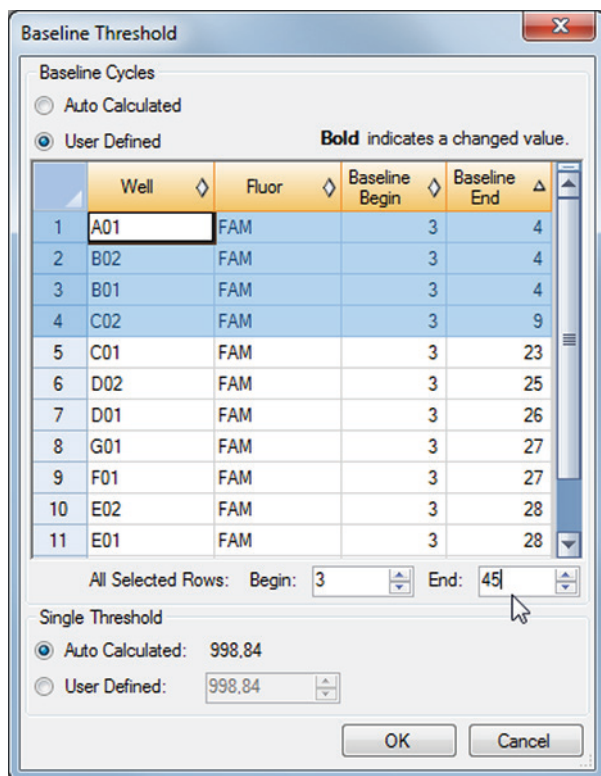 Baseline Threshold
Baseline Cycles
Auto Calculated
User Defined Bold indicates a changed value.
Well Fluor Baseline Begin Baseline End
1 A01 FAM 3 4
2 B02 FAM 3 4
3 B01 FAM 3 4
4 C02 FAM 3 9
5 C01 FAM 3 23
6 D02 FAM 3 25
7 D01 FAM 3 26
8 G01 FAM 3 27
9 F01 FAM 3 27
10 E02 FAM 3 28
11 E01 FAM 3 28
All Selected Rows: Begin: 3 End: 45
Single Threshold
Auto Calculated: 998,84
User Defined: 998,84
OK Cancel